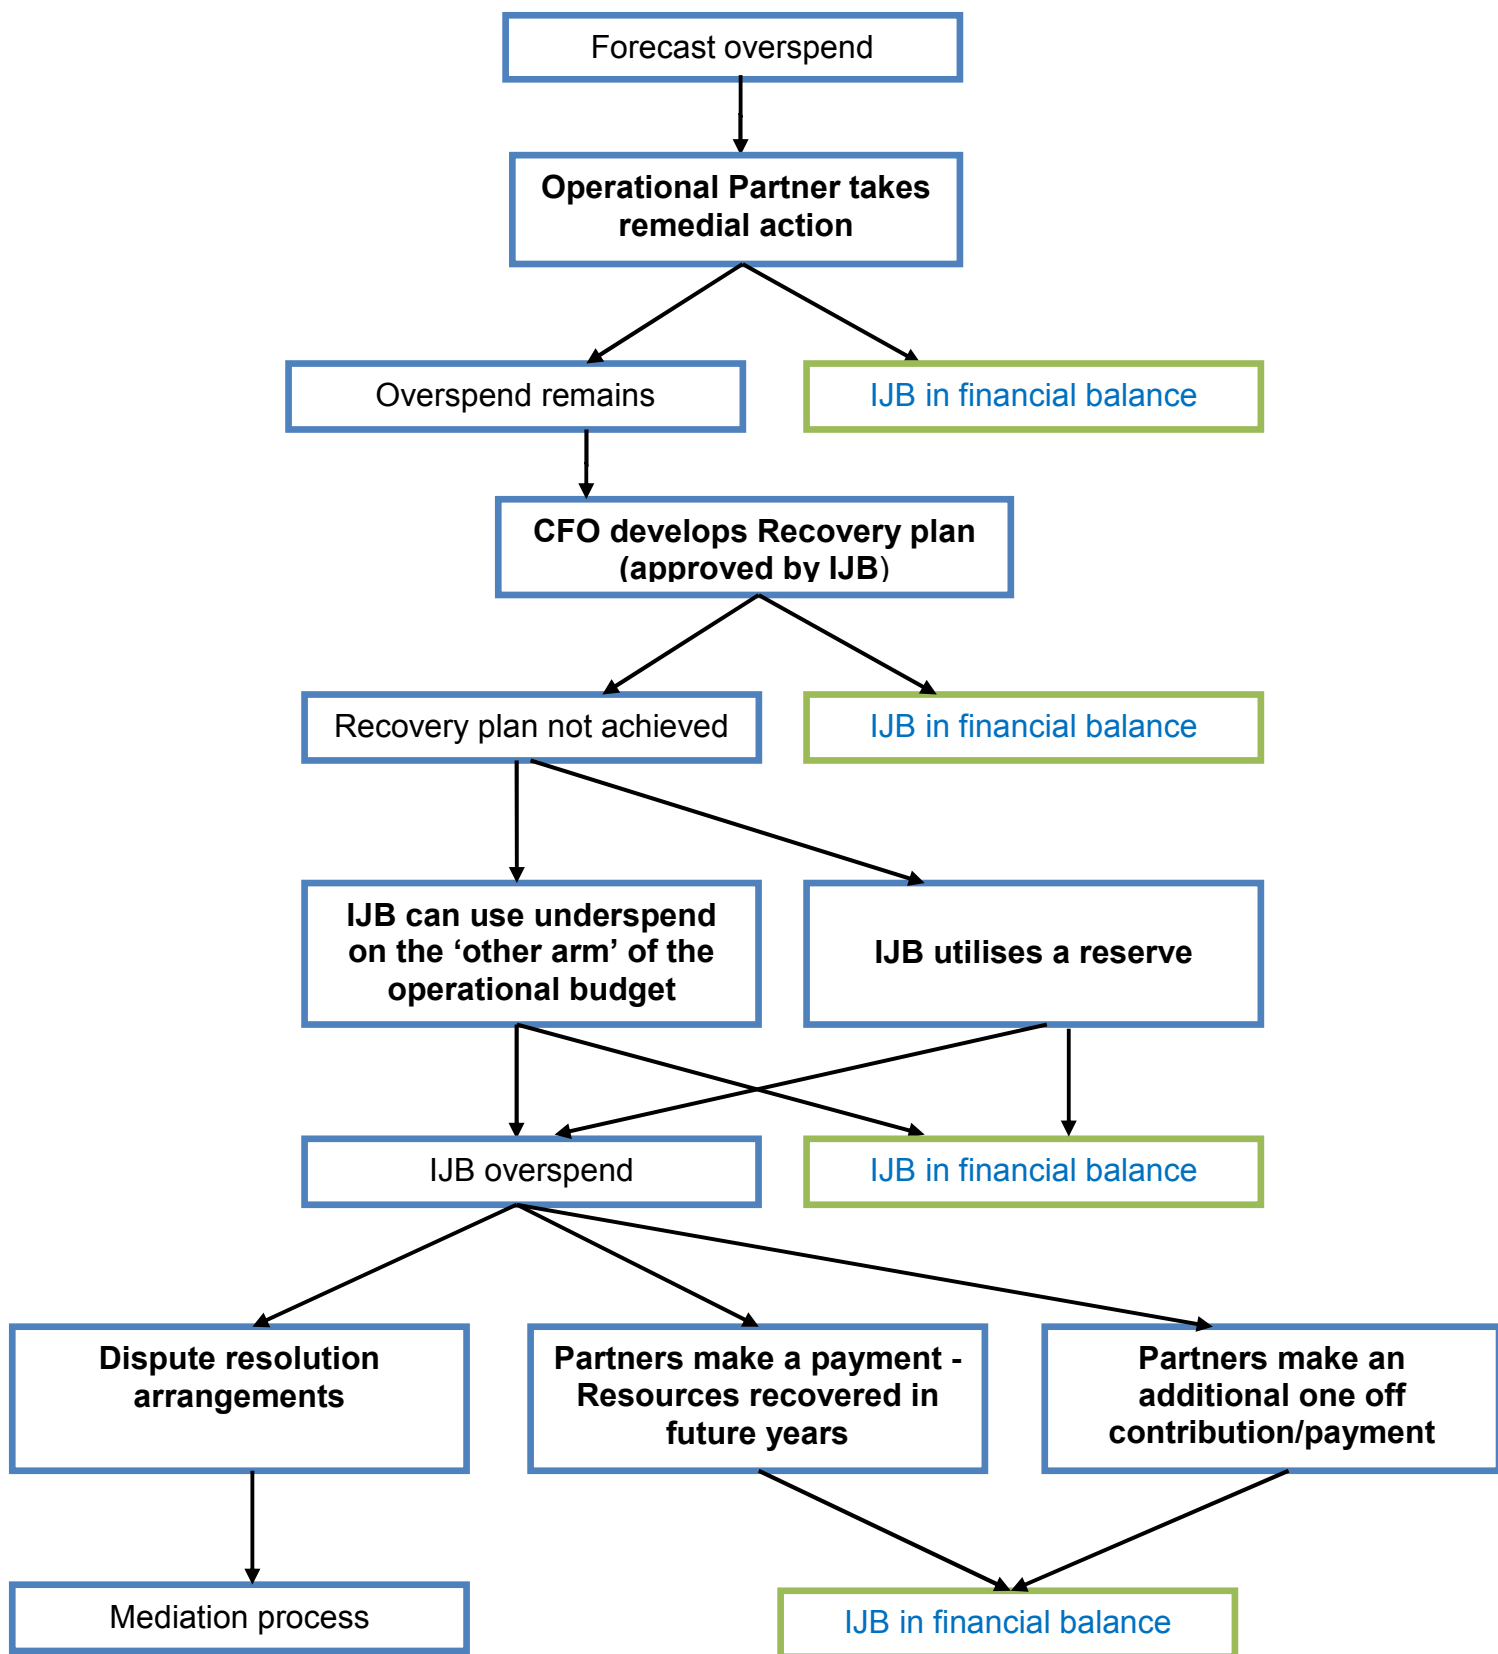 Forecast overspend
Operational Partner takes
remedial action
Overspend remains
IJB in financial balance
CFO develops Recovery plan
(approved by IJB)
Recovery plan not achieved
IJB in financial balance
IJB can use underspend
on the ‘other arm’ of the
operational budget
IJB utilises a reserve
IJB overspend
IJB in financial balance
Dispute resolution
arrangements
Partners make a payment -
Resources recovered in
future years
Partners make an
additional one off
contribution/payment
Mediation process
IJB in financial balance